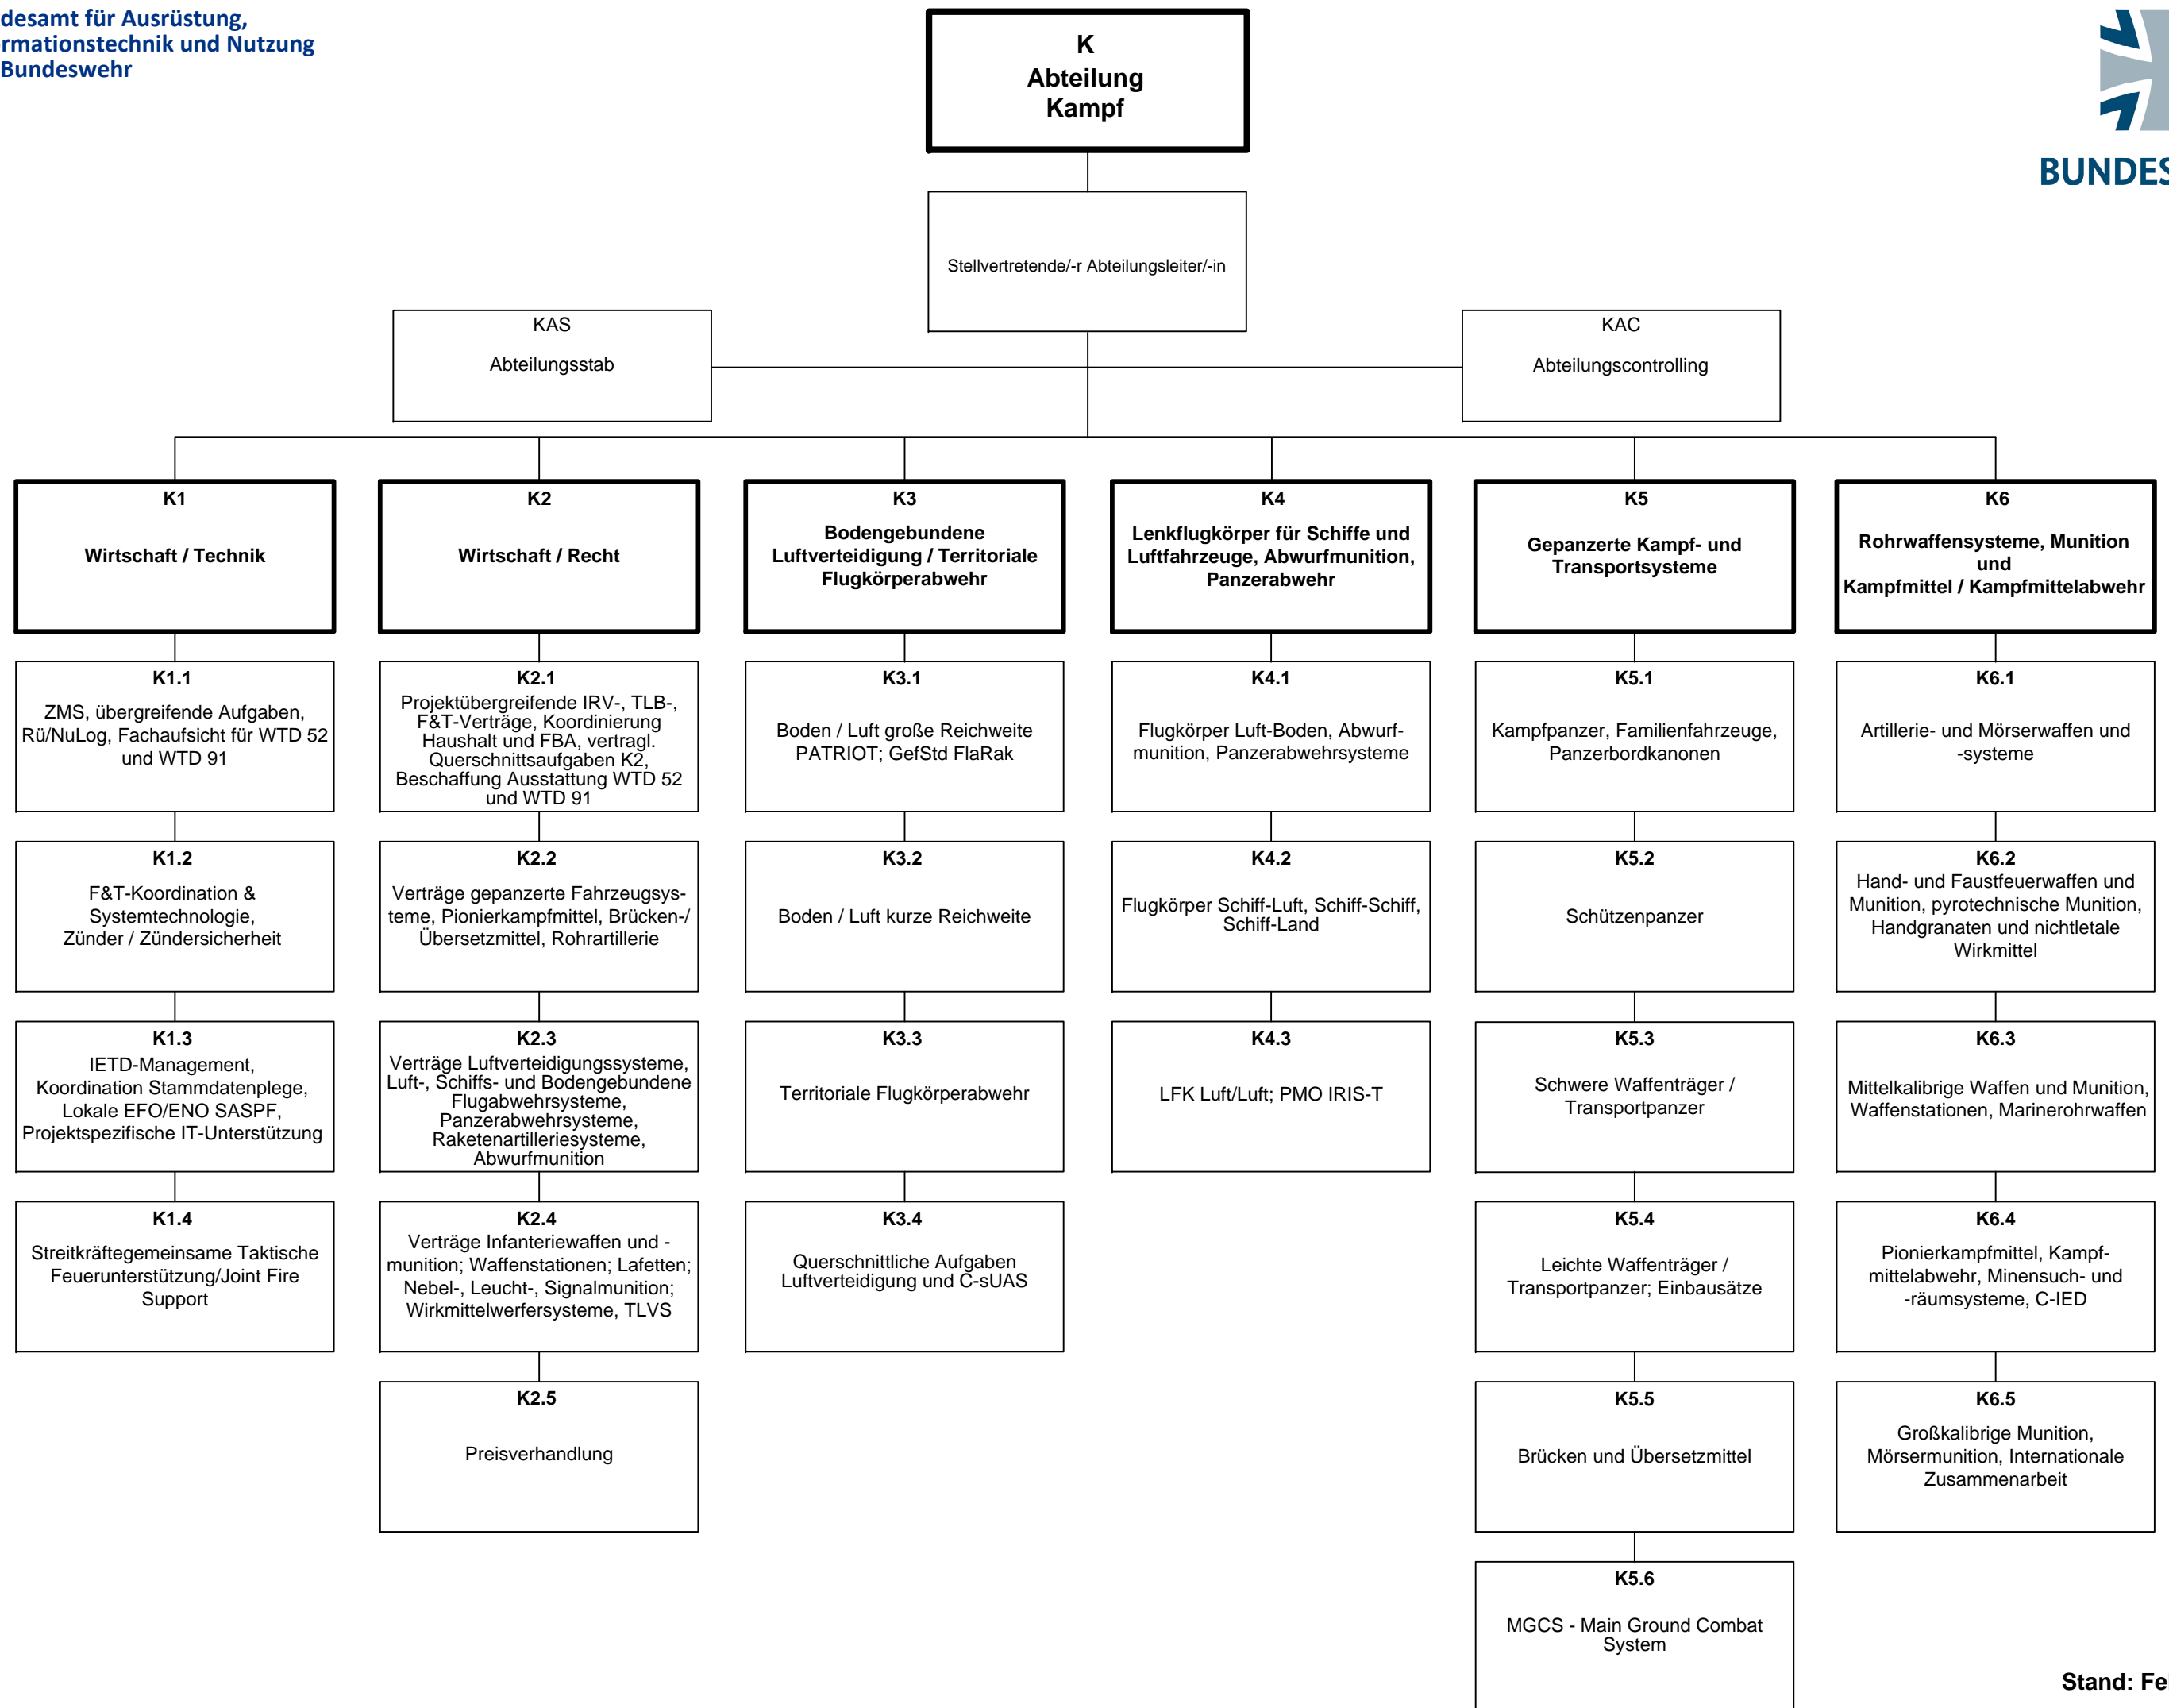 desamt für Ausrüstung,
rmationstechnik und Nutzung
Bundeswehr
K
Abteilung
Kampf
BUNDES
Stellvertretende/-r Abteilungsleiter/-in
KAS
Abteilungsstab
KAC
Abteilungscontrolling
K1
Wirtschaft / Technik
K2
Wirtschaft / Recht
K3
Bodengebundene
Luftverteidigung / Territoriale
Flugkörperabwehr
K4
Lenkflugkörper für Schiffe und
Luftfahrzeuge, Abwurfmunition,
Panzerabwehr
K5
Gepanzerte Kampf- und
Transportsysteme
K6
Rohrwaffensysteme, Munition
und
Kampfmittel / Kampfmittelabwehr
K1.1
ZMS, übergreifende Aufgaben,
Rü/NuLog, Fachaufsicht für WTD 52
und WTD 91
K2.1
Projektübergreifende IRV-, TLB-,
F&T-Verträge, Koordinierung
Haushalt und FBA, vertragl.
Querschnittsaufgaben K2,
Beschaffung Ausstattung WTD 52
und WTD 91
K3.1
Boden / Luft große Reichweite
PATRIOT; GefStd FlaRak
K4.1
Flugkörper Luft-Boden, Abwurf-
munition, Panzerabwehrsysteme
K5.1
Kampfpanzer, Familienfahrzeuge,
Panzerbordkanonen
K6.1
Artillerie- und Mörserwaffen und
-systeme
K1.2
F&T-Koordination &
Systemtechnologie,
Zünder / Zündersicherheit
K2.2
Verträge gepanzerte Fahrzeugsys-
teme, Pionierkampfmittel, Brücken-/
Übersetzmittel, Rohrartillerie
K3.2
Boden / Luft kurze Reichweite
K4.2
Flugkörper Schiff-Luft, Schiff-Schiff,
Schiff-Land
K5.2
Schützenpanzer
K6.2
Hand- und Faustfeuerwaffen und
Munition, pyrotechnische Munition,
Handgranaten und nichtletale
Wirkmittel
K1.3
IETD-Management,
Koordination Stammdatenplege,
Lokale EFO/ENO SASPF,
Projektspezifische IT-Unterstützung
K2.3
Verträge Luftverteidigungssysteme,
Luft-, Schiffs- und Bodengebundene
Flugabwehrsysteme,
Panzerabwehrsysteme,
Raketenartilleriesysteme,
Abwurfmunition
K3.3
Territoriale Flugkörperabwehr
K4.3
LFK Luft/Luft; PMO IRIS-T
K5.3
Schwere Waffenträger /
Transportpanzer
K6.3
Mittelkalibrige Waffen und Munition,
Waffenstationen, Marinerohrwaffen
K1.4
Streitkräftegemeinsame Taktische
Feuerunterstützung/Joint Fire
Support
K2.4
Verträge Infanteriewaffen und -
munition; Waffenstationen; Lafetten;
Nebel-, Leucht-, Signalmunition;
Wirkmittelwerfersysteme, TLVS
K3.4
Querschnittliche Aufgaben
Luftverteidigung und C-sUAS
K5.4
Leichte Waffenträger /
Transportpanzer; Einbausätze
K6.4
Pionierkampfmittel, Kampf-
mittelabwehr, Minensuch- und
-räumsysteme, C-IED
K2.5
Preisverhandlung
K5.5
Brücken und Übersetzmittel
K6.5
Großkalibrige Munition,
Mörsermunition, Internationale
Zusammenarbeit
K5.6
MGCS - Main Ground Combat
System
Stand: Fe